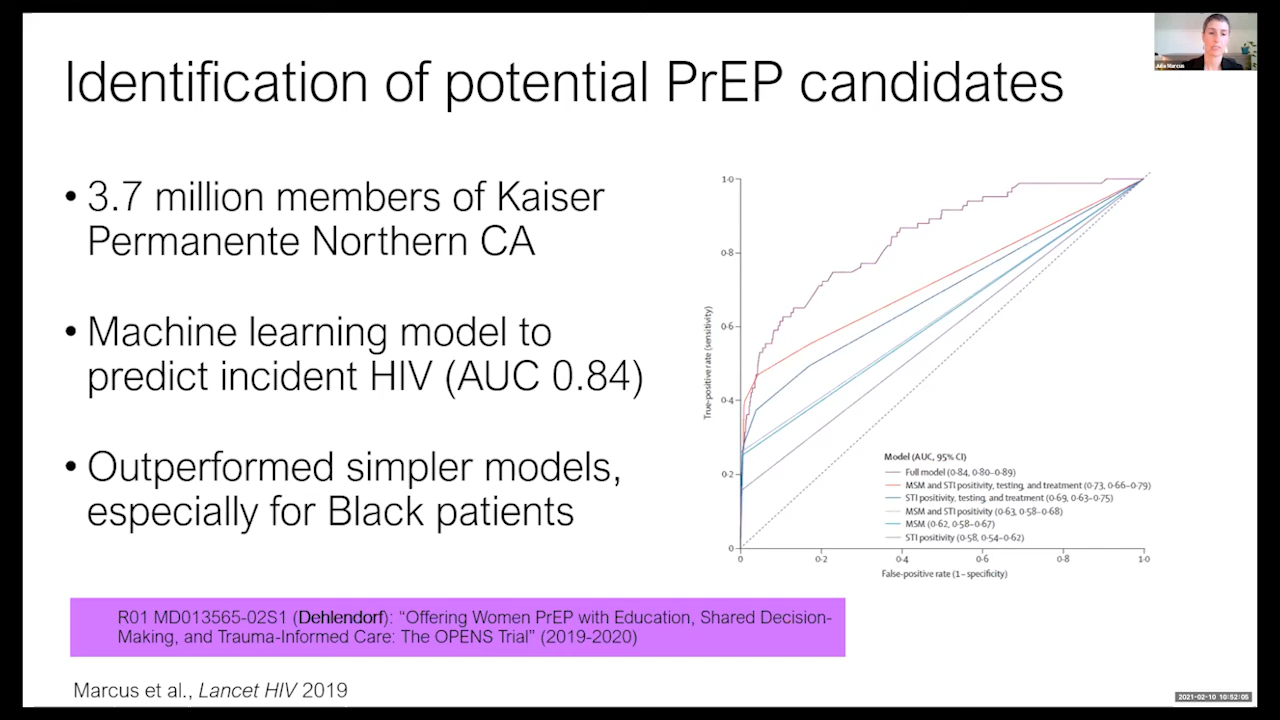 Identification of potential PrEP candidates
Julia Marcus
• 3.7 million members of Kaiser
Permanente Northern CA
• Machine learning model to
predict incident HIV (AUC 0.84)
• Outperformed simpler models,
especially for Black patients
1·0
0·8
0·6
0·4
0·2
0
True-positive rate (sensitivity)
0
0·2
0·4
0·6
0·8
1·0
False-positive rate (1 – specificity)
Model (AUC, 95% CI)
Full model (0·84, 0·80–0·89)
MSM and STI positivity, testing, and treatment (0·73, 0·66–0·79)
STI positivity, testing, and treatment (0·69, 0·63–0·75)
MSM and STI positivity (0·63, 0·58–0·68)
MSM (0·62, 0·58–0·67)
STI positivity (0·58, 0·54–0·62)
R01 MD013565-02S1 (Dehlendorf): “Offering Women PrEP with Education, Shared Decision-
Making, and Trauma-Informed Care: The OPENS Trial” (2019-2020)
Marcus et al., Lancet HIV 2019
2021-02-10 10:52:05